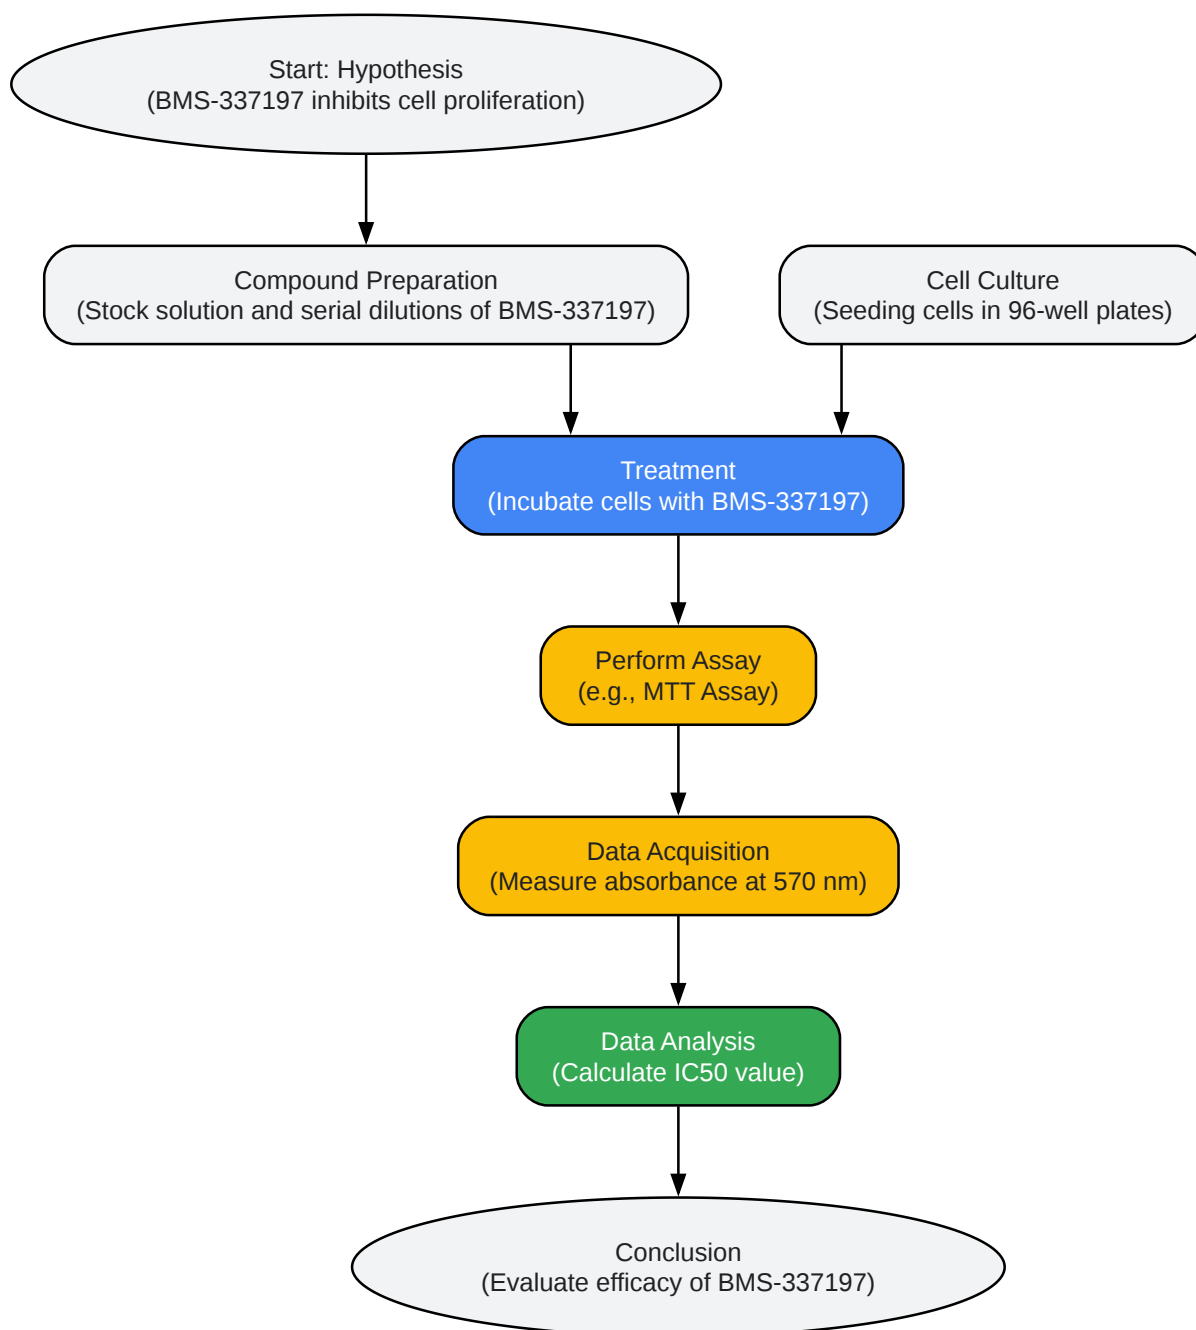 Start: Hypothesis
(BMS-337197 inhibits cell proliferation)
Compound Preparation
(Stock solution and serial dilutions of BMS-337197)
Cell Culture
(Seeding cells in 96-well plates)
Treatment
(Incubate cells with BMS-337197)
Perform Assay
(e.g., MTT Assay)
Data Acquisition
(Measure absorbance at 570 nm)
Data Analysis
(Calculate IC50 value)
Conclusion
(Evaluate efficacy of BMS-337197)